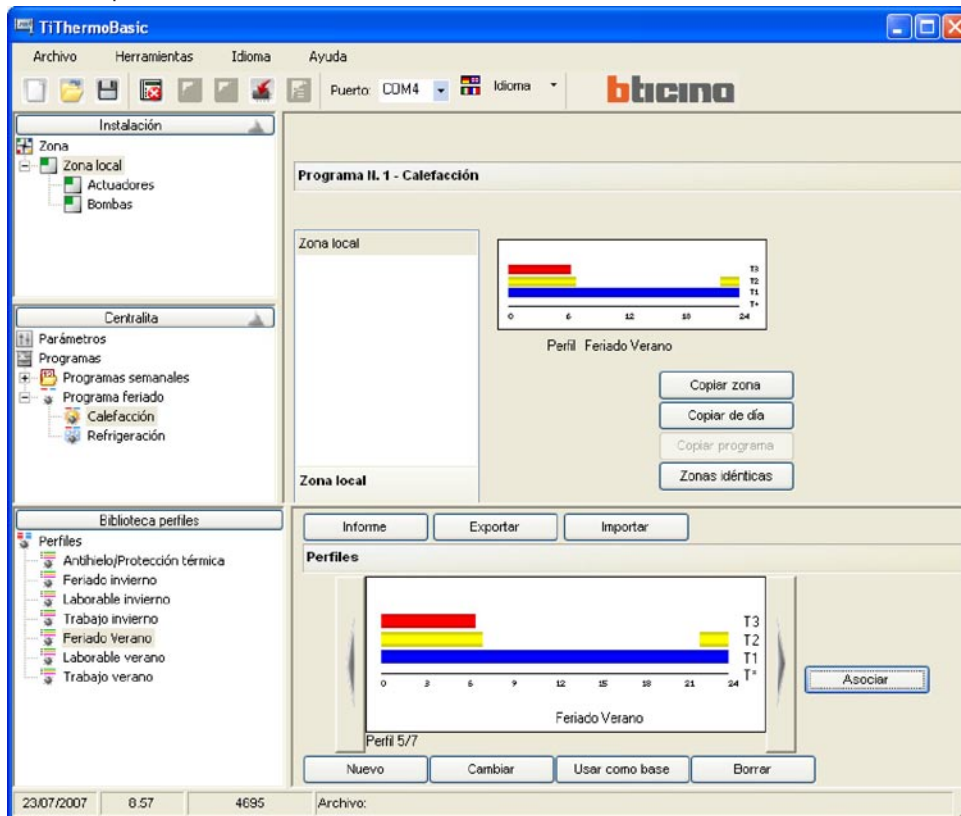 TiThermoBasic
Archivo Herramientas Idioma Ayuda
Puerto: COM4 Idioma bticino
Instalación
Zona
Zona local
Actuadores
Bombas
Programa N. 1 - Calefacción
Zona local
T3
T2
T1
T*
0 6 12 18 24
Perfil Feriado Verano
Copiar zona
Copiar de día
Copiar programa
Zonas idénticas
Zona local
Centralita
Parámetros
Programas
Programas semanales
Programa feriado
Calefacción
Refrigeración
Biblioteca perfiles
Perfiles
Antihielo/Protección térmica
Feriado invierno
Laborable invierno
Trabajo invierno
Feriado Verano
Laborable verano
Trabajo verano
Informe Exportar Importar
Perfiles
T3
T2
T1
T*
0 3 6 9 12 15 18 21 24
Feriado Verano
Perfil 5/7
Asociar
Nuevo Cambiar Usar como base Borrar
23/07/2007 8.57 4695 Archivo: